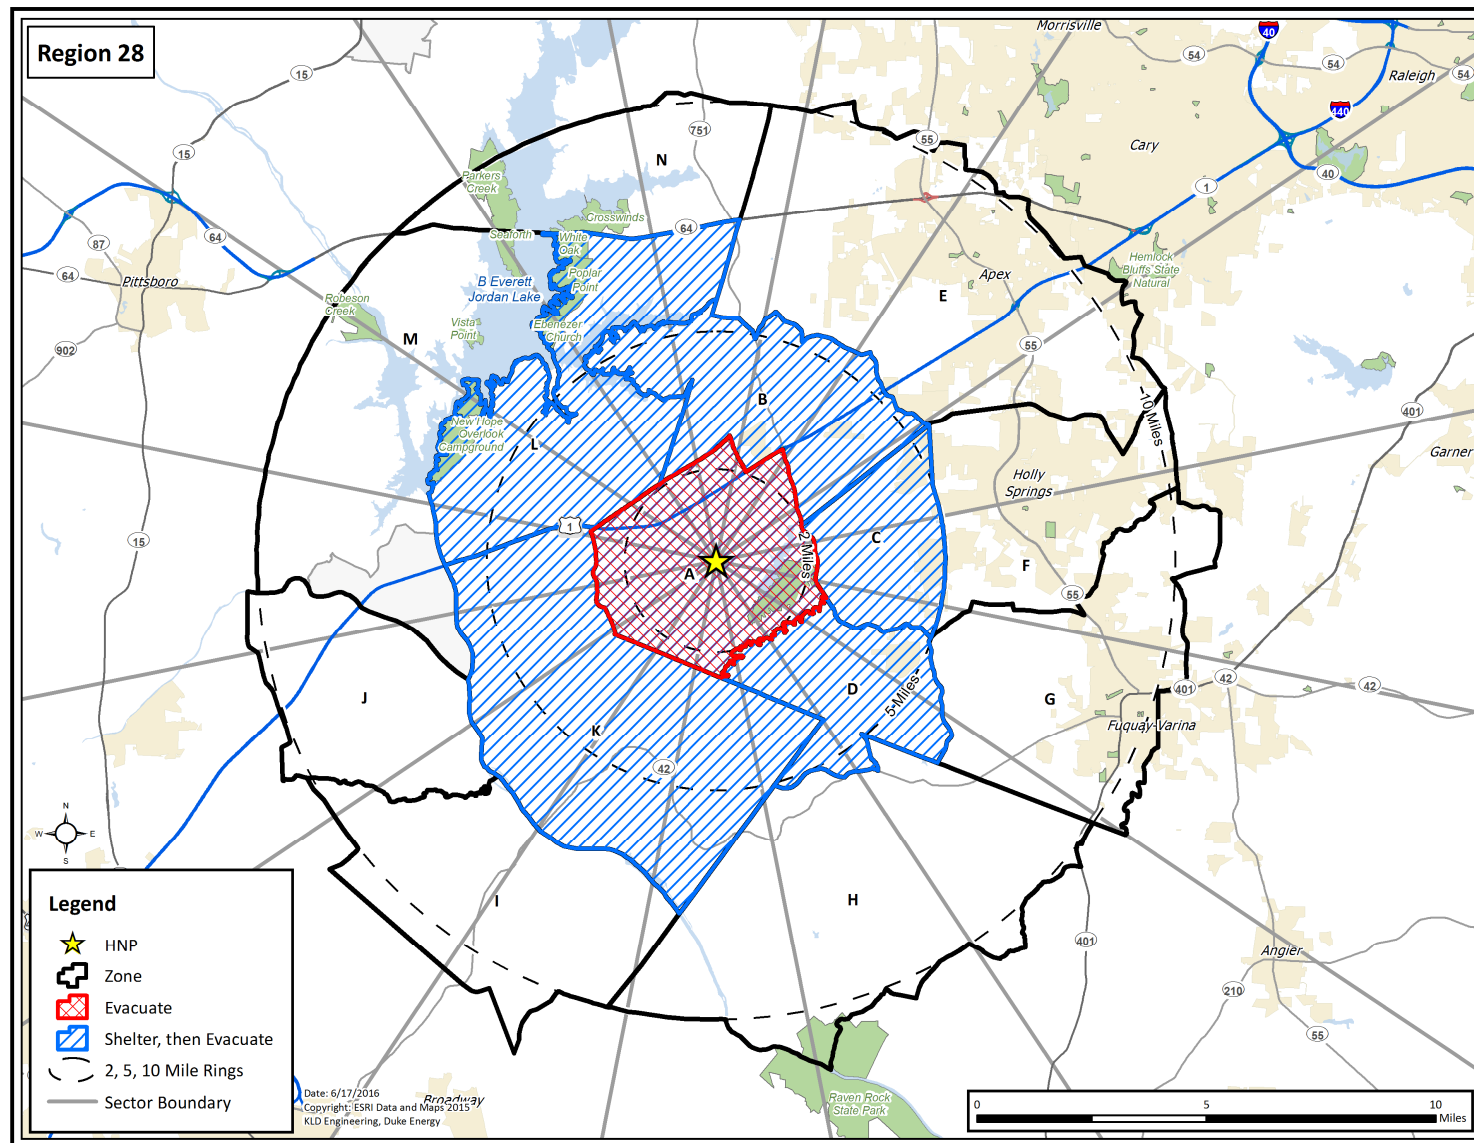 Region 28
Morrisville
40
54
54
54
Raleigh
440
15
751
55
Cary
15
N
40
Parkers
Creek
1
Crosswinds
87
64
Seaforth
White
Oak
64
64
Pittsboro
B Everett
Jordan Lake
Poplar
Point
Apex
Hemlock
Bluffs State
Natural
E
Robeson
Creek
Vista
Point
Ebenezer
Church
M
902
55
B
10 Miles
401
New Hope
Overlook
Campground
L
Garner
Holly
Springs
1
15
C
2 Miles
A
F
55
J
D
5 Miles
G
401
42
42
Fuquay-Varina
K
42
N
W
E
S
I
H
401
Angier
210
55
Legend
HNP
Zone
Evacuate
Shelter, then Evacuate
2, 5, 10 Mile Rings
Sector Boundary
Date: 6/17/2016
Copyright: ESRI Data and Maps 2015
KLD Engineering, Duke Energy
Broadway
Raven Rock
State Park
0
5
10
Miles